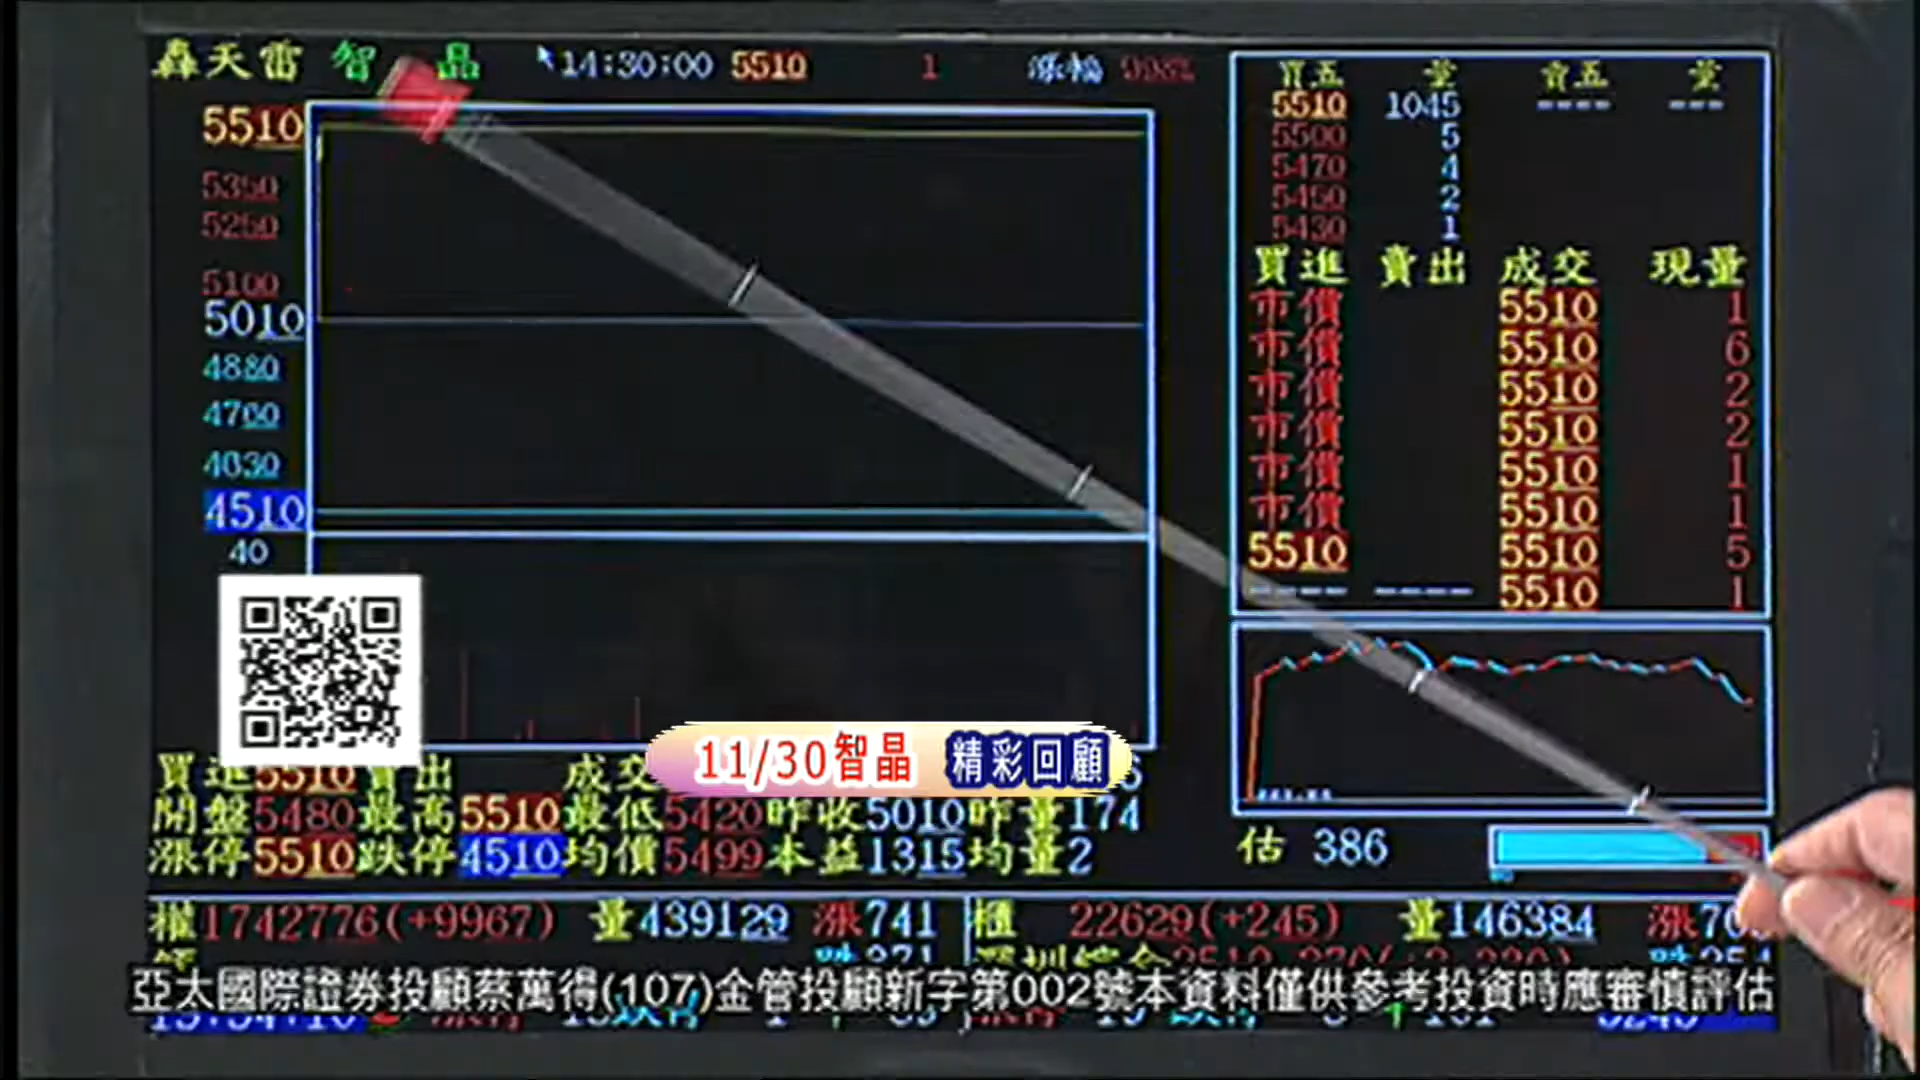 轟天雷 智晶 14:30:00 5510 1 漲幅 998%
5510
5350
5250
5100
5010
4880
4700
4630
4510
40
買五 量 賣五 量
5510 1045 ---- ---
5500 5
5470 4
5450 2
5430 1
買進 賣出 成交 現量
市價 5510 1
市價 5510 6
市價 5510 2
市價 5510 2
市價 5510 1
市價 5510 1
5510 5510 5
---- ---- 5510 1
11/30智晶 精彩回顧
買進5510賣出 成交
開盤5480最高5510最低5420昨收5010昨量174
漲停5510跌停4510均價5499本益1315均量2
估 386
櫃1742776(+9967) 量439129 漲741
櫃 22629(+245) 量146384 漲
亞太國際證券投顧蔡萬得(107)金管投顧新字第002號本資料僅供參考投資時應審慎評估